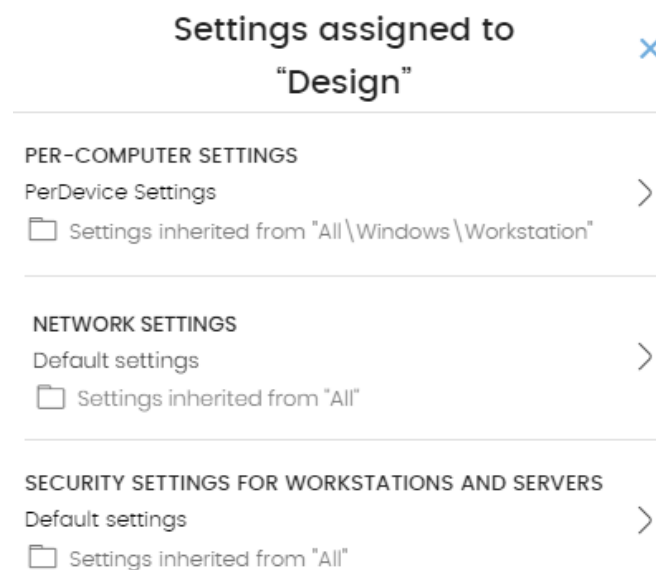 Settings assigned to
“Design”
PER-COMPUTER SETTINGS
PerDevice Settings
Settings inherited from "All\Windows\Workstation"
NETWORK SETTINGS
Default settings
Settings inherited from "All"
SECURITY SETTINGS FOR WORKSTATIONS AND SERVERS
Default settings
Settings inherited from "All"